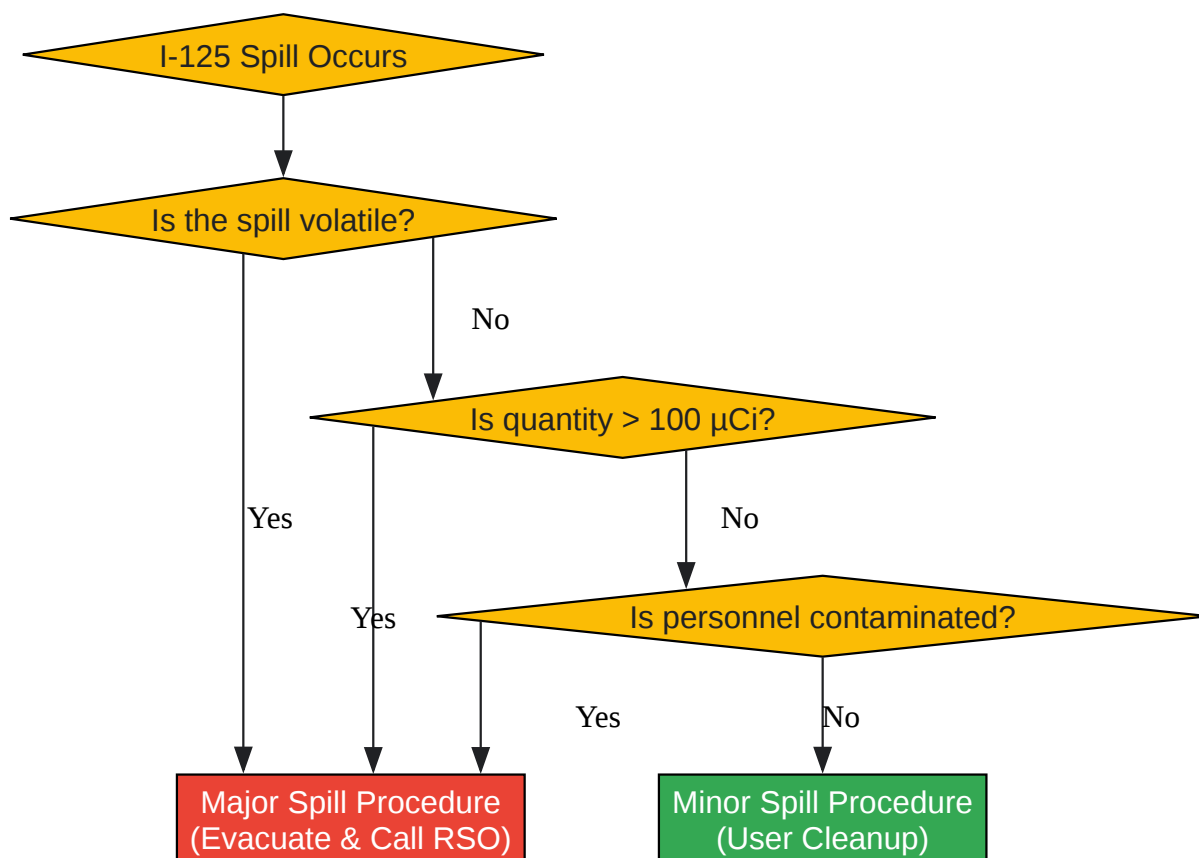 I-125 Spill Occurs
Is the spill volatile?
No
Is quantity > 100 µCi?
Yes
No
Yes
Is personnel contaminated?
Yes
No
Major Spill Procedure
(Evacuate & Call RSO)
Minor Spill Procedure
(User Cleanup)